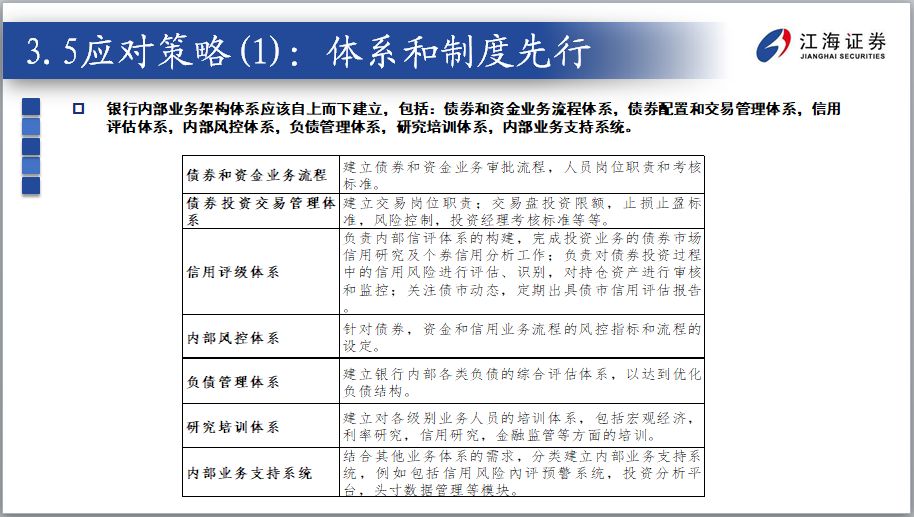 3.5应对策略(1)：体系和制度先行
江海证券
JIANGHAI SECURITIES
银行内部业务架构体系应该自上而下建立，包括：债券和资金业务流程体系，债券配置和交易管理体系，信用
评估体系，内部风控体系，负债管理体系，研究培训体系，内部业务支持系统。
债券和资金业务流程
建立债券和资金业务审批流程，人员岗位职责和考核
标准。
债券投资交易管理体
系
建立交易岗位职责；交易盘投资限额，止损止盈标
准，风险控制，投资经理考核标准等等。
信用评级体系
负责内部信评体系的构建，完成投资业务的债券市场
信用研究及个券信用分析工作；负责对债券投资过程
中的信用风险进行评估、识别，对持仓资产进行审核
和监控；关注债市动态，定期出具债市信用评估报告
。
内部风控体系
针对债券，资金和信用业务流程的风控指标和流程的
设定。
负债管理体系
建立银行内部各类负债的综合评估体系，以达到优化
负债结构。
研究培训体系
建立对各级别业务人员的培训体系，包括宏观经济，
利率研究，信用研究，金融监管等方面的培训。
内部业务支持系统
结合其他业务体系的需求，分类建立内部业务支持系
统，例如包括信用风险内评预警系统，投资分析平
台，头寸数据管理等模块。